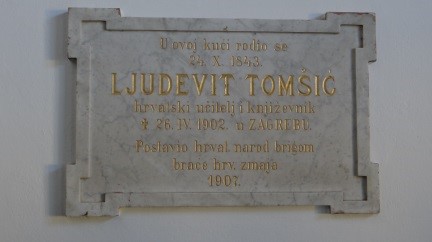 U ovoj kući rodio se
24. X. 1843.
LJUDEVIT TOMŠIĆ
hrvatski učitelj i književnik
† 26. IV. 1902. u ZAGREBU.
Postavio hrvat. narod brigom
braće hrv. zmaja
1907.